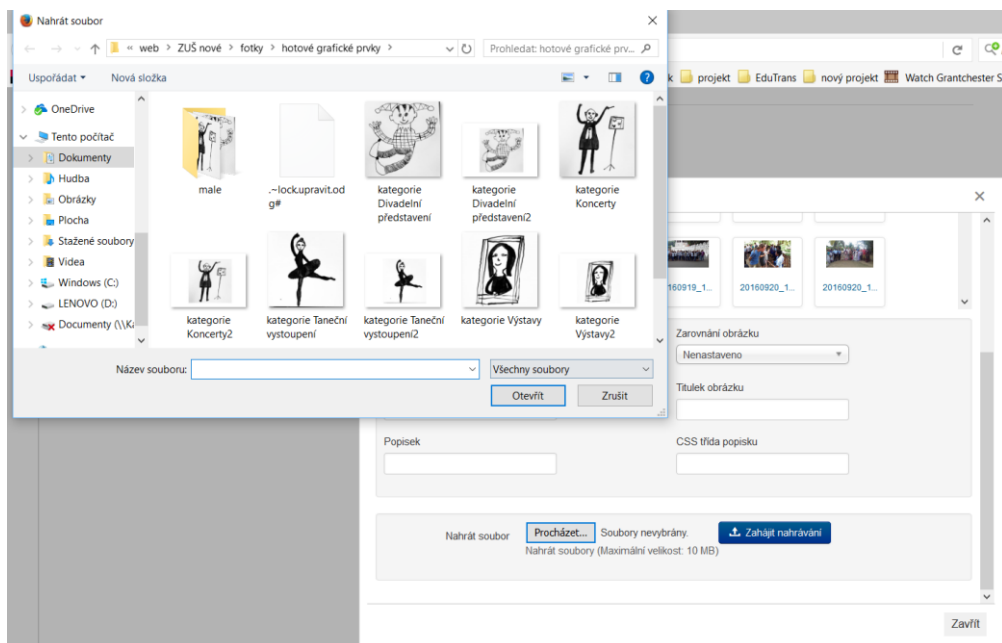 Nahrát soubor
« web > ZUŠ nové > fotky > hotové grafické prvky >
Prohledat: hotové grafické prv...
Uspořádat
Nová složka
OneDrive
Tento počítač
Dokumenty
Hudba
Obrázky
Plocha
Stažené soubory
Videa
Windows (C:)
LENOVO (D:)
Documenty (\\Ka
male
.~lock.upravit.od
g#
kategorie
Divadelní
představení
kategorie
Divadelní
představení2
kategorie
Koncerty
kategorie
Koncerty2
kategorie Taneční
vystoupení
kategorie Taneční
vystoupení2
kategorie Výstavy
kategorie
Výstavy2
Název souboru:
Všechny soubory
Otevřít
Zrušit
k projekt EduTrans nový projekt Watch Grantchester S
160919_1...
20160920_1...
20160920_1...
Zarovnání obrázku
Nenastaveno
Titulek obrázku
Popisek
CSS třída popisku
Nahrát soubor
Procházet...
Soubory nevybrány.
Zahájit nahrávání
Nahrát soubory (Maximální velikost: 10 MB)
Zavřít